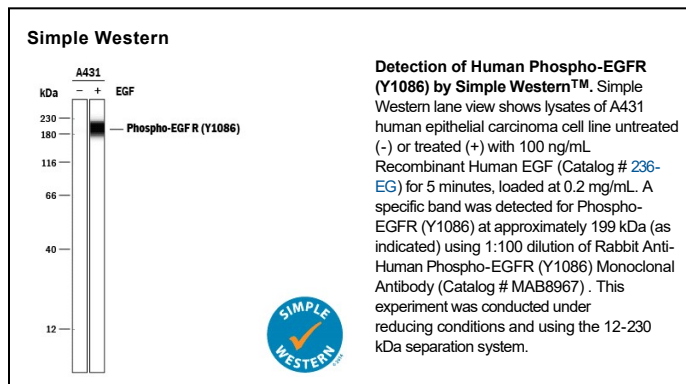 Simple Western
A431
kDa – + EGF
230
180
Phospho-EGF R (Y1086)
116
66
40
12
SIMPLE
WESTERN
Detection of Human Phospho-EGFR
(Y1086) by Simple Western™. Simple
Western lane view shows lysates of A431
human epithelial carcinoma cell line untreated
(-) or treated (+) with 100 ng/mL
Recombinant Human EGF (Catalog # 236-
EG) for 5 minutes, loaded at 0.2 mg/mL. A
specific band was detected for Phospho-
EGFR (Y1086) at approximately 199 kDa (as
indicated) using 1:100 dilution of Rabbit Anti-
Human Phospho-EGFR (Y1086) Monoclonal
Antibody (Catalog # MAB8967) . This
experiment was conducted under
reducing conditions and using the 12-230
kDa separation system.